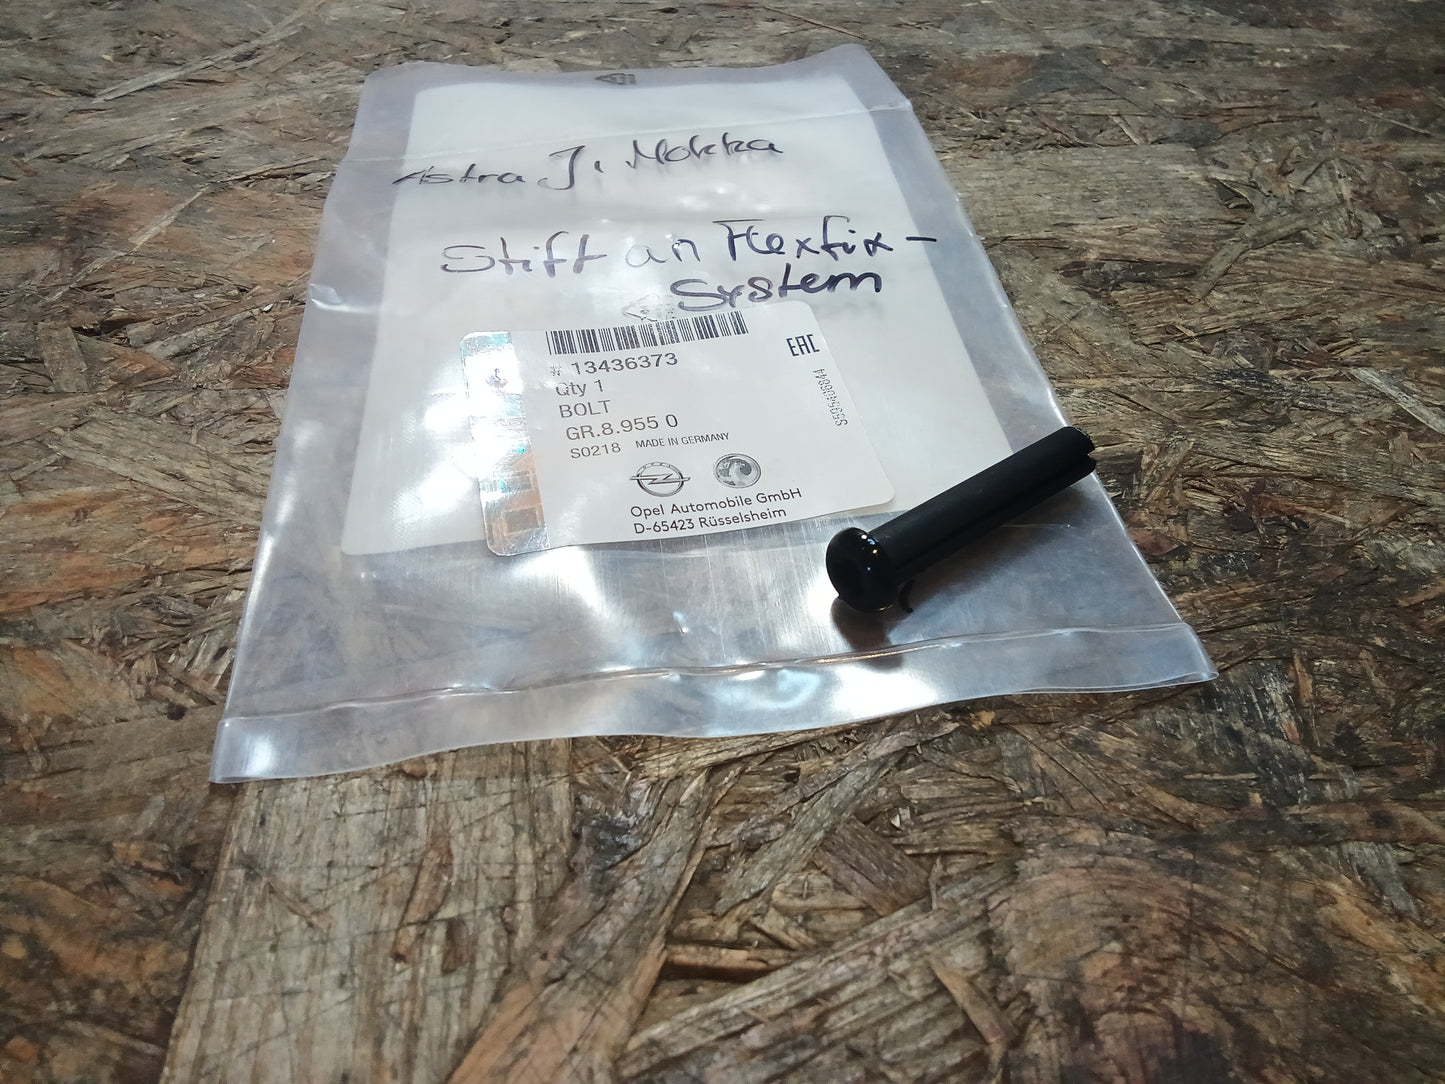 Astra J, Mokka
Stift an Flexfix-
System
# 13436373
Qty 1
BOLT
GR.8.955 0
S0218 MADE IN GERMANY
Opel Automobile GmbH
D-65423 Rüsselsheim
EAC